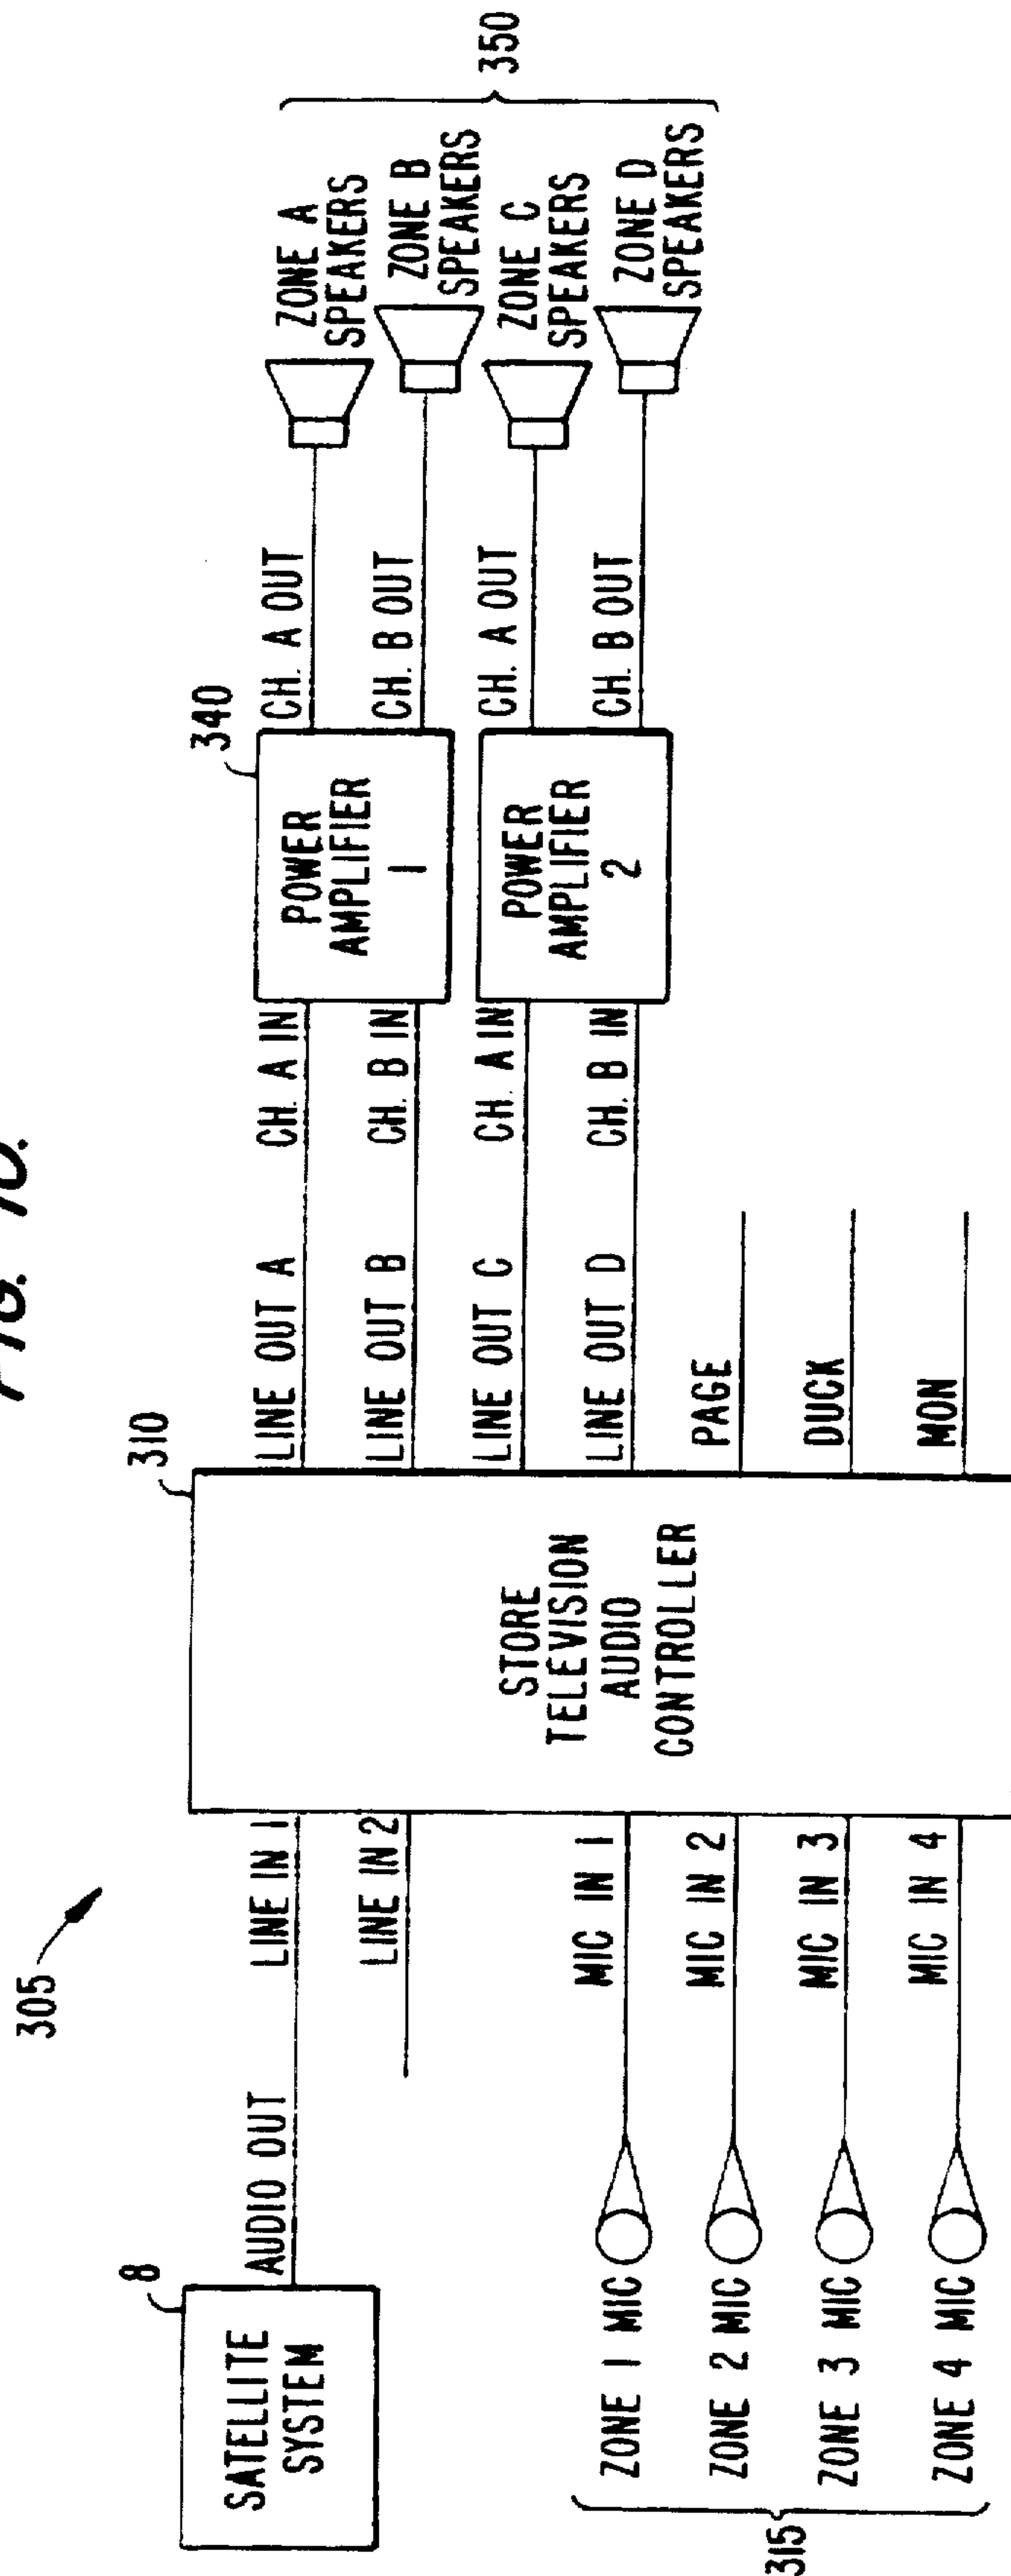 FIG. 10.
305
8
SATELLITE
SYSTEM
AUDIO OUT
LINE IN 1
LINE IN 2
ZONE 1 MIC
MIC IN 1
ZONE 2 MIC
MIC IN 2
ZONE 3 MIC
MIC IN 3
ZONE 4 MIC
MIC IN 4
315
310
STORE
TELEVISION
AUDIO
CONTROLLER
LINE OUT A
CH. A IN
LINE OUT B
CH. B IN
LINE OUT C
CH. A IN
LINE OUT D
CH. B IN
PAGE
DUCK
MON
340
POWER
AMPLIFIER
1
POWER
AMPLIFIER
2
CH. A OUT
CH. B OUT
CH. A OUT
CH. B OUT
ZONE A
SPEAKERS
ZONE B
SPEAKERS
ZONE C
SPEAKERS
ZONE D
SPEAKERS
350